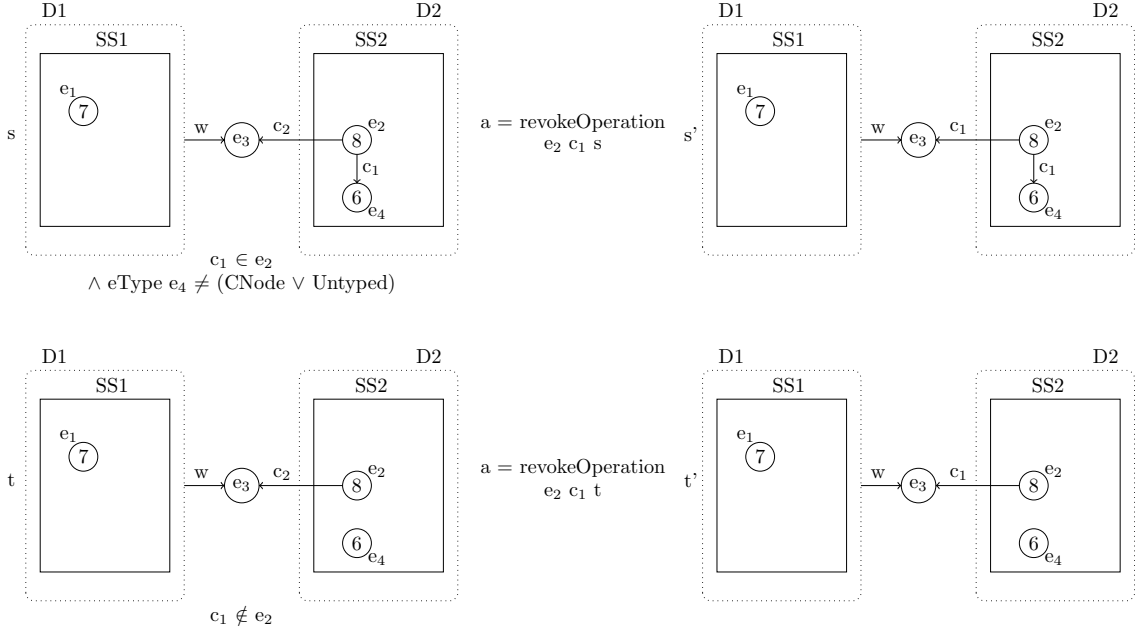 D1 D2 D1 D2
SS1 SS2 SS1 SS2
e₁ e₁
7 7
s w e₃ c₂ 8 e₂ a = revokeOperation s' w e₃ c₁ 8 e₂
e₂ c₁ s
c₁ c₁
6 6
e₄ e₄
c₁ ∈ e₂
∧ eType e₄ ≠ (CNode ∨ Untyped)
D1 D2 D1 D2
SS1 SS2 SS1 SS2
e₁ e₁
7 7
t w e₃ c₂ 8 e₂ a = revokeOperation t' w e₃ c₁ 8 e₂
e₂ c₁ t
6 6
e₄ e₄
c₁ ∉ e₂